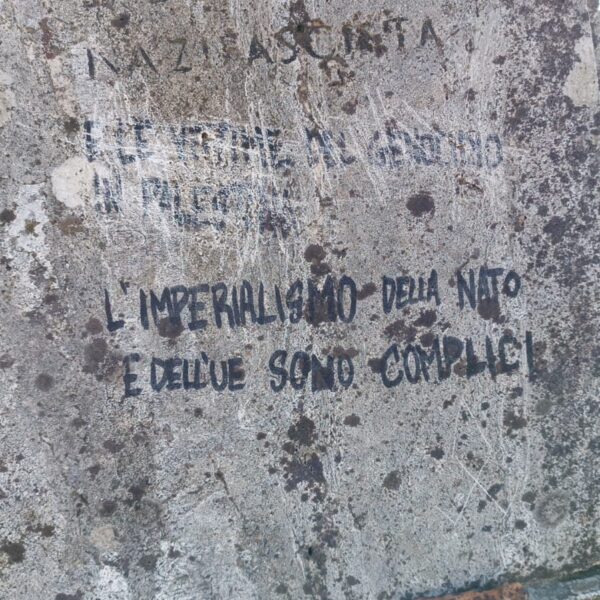 NAZIFASCISTA
E LE VITTIME DEL GENOCIDIO
IN PALESTINA
L'IMPERIALISMO DELLA NATO
E DELL'UE SONO COMPLICI